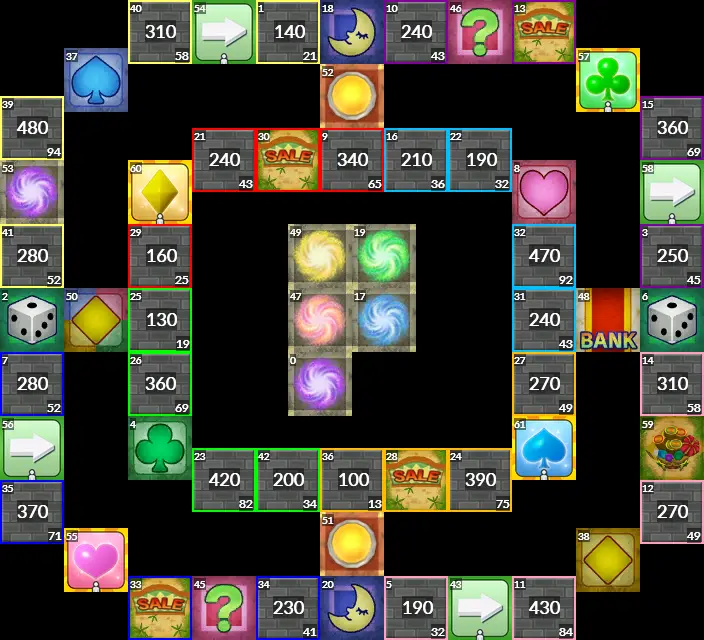 40 54 1 18 10 46 13
310 140 240 SALE
58 21 43
37 52 57
39 15
480 360
94 69
21 30 9 16 22
240 SALE 340 210 190
43 65 36 32
53 60 8 58
41 29 49 19 32 3
280 160 470 250
52 25 92 45
2 50 25 47 17 31 48 6
130 240
19 43 BANK
7 26 0 27 14
280 360 270 310
52 69 49 58
56 4 61 59
35 23 42 36 28 24 12
370 420 200 100 SALE 390 270
71 82 34 13 75 49
55 51 38
33 45 34 20 5 43 11
SALE 230 190 430
41 32 84